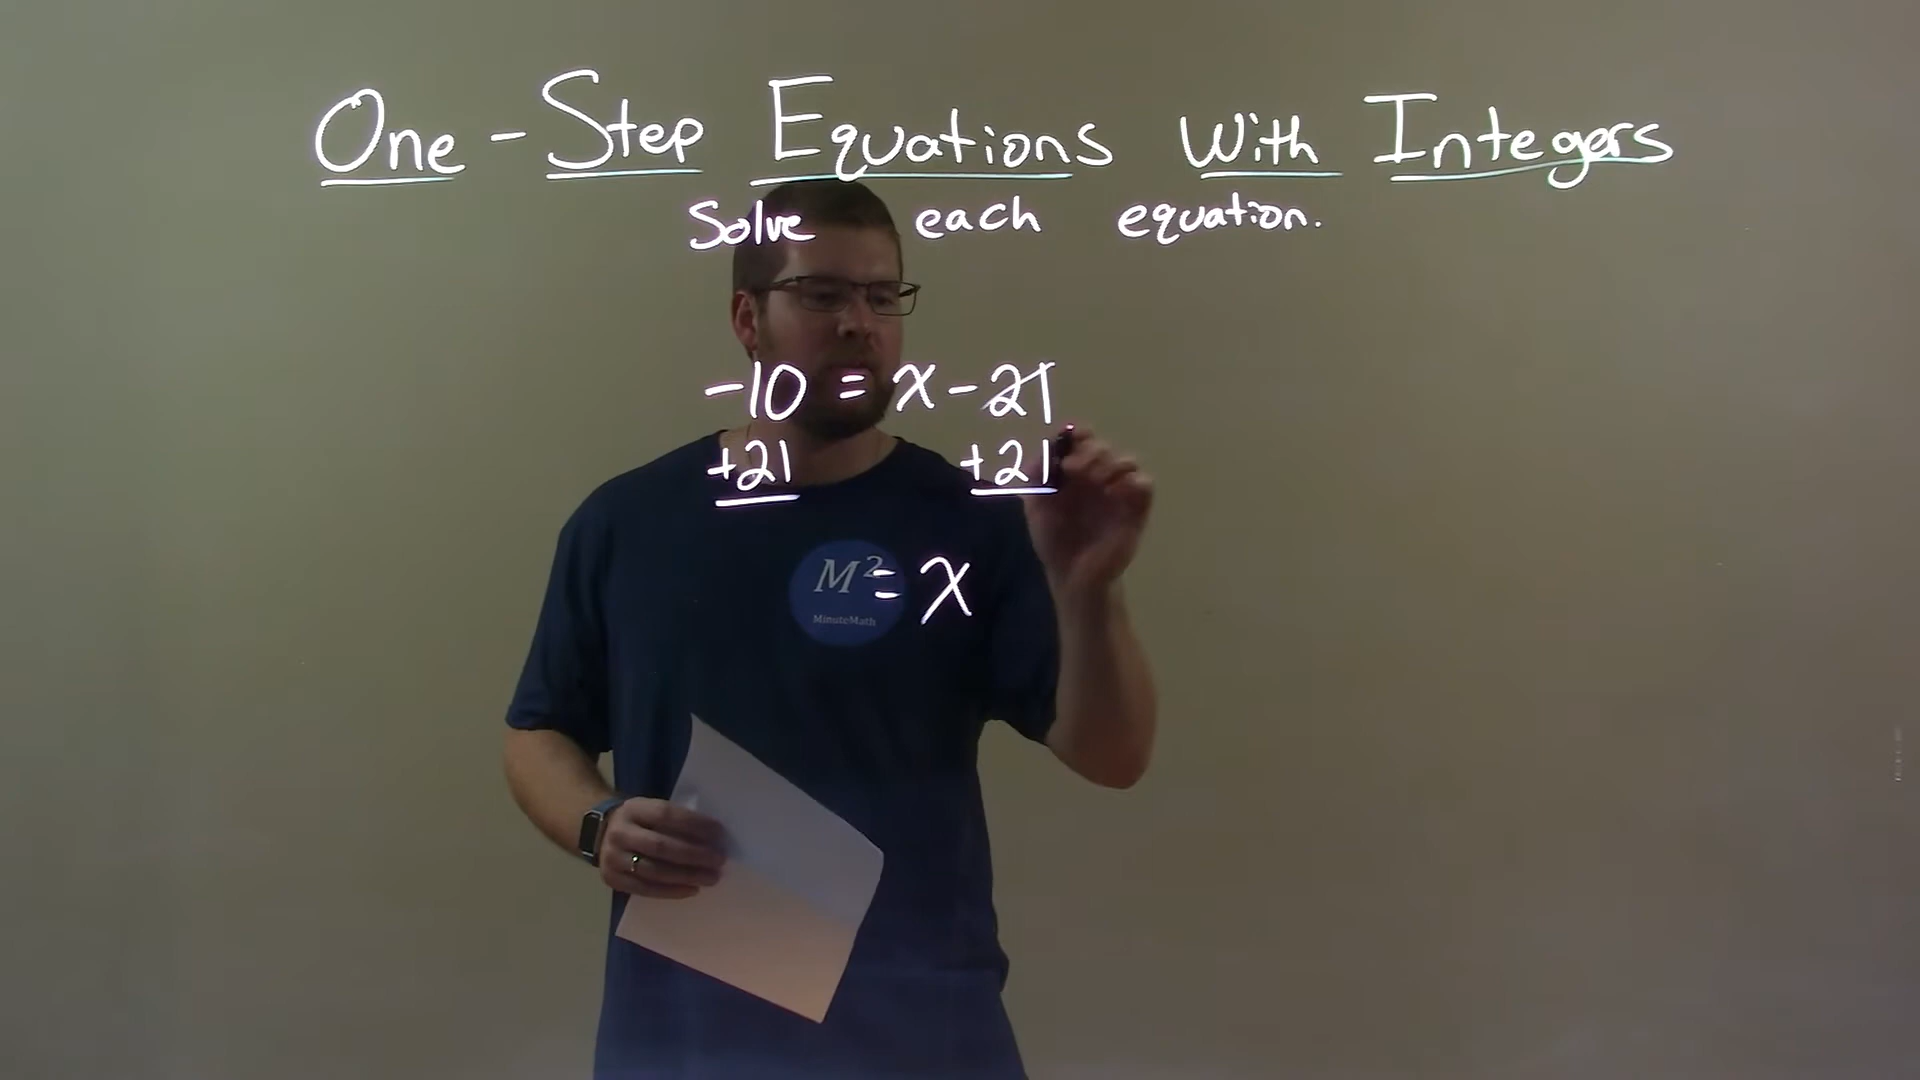 One-Step Equations With Integers
Solve each equation.
-10 = x - 21
+21 +21
= x
M²
MinuteMath